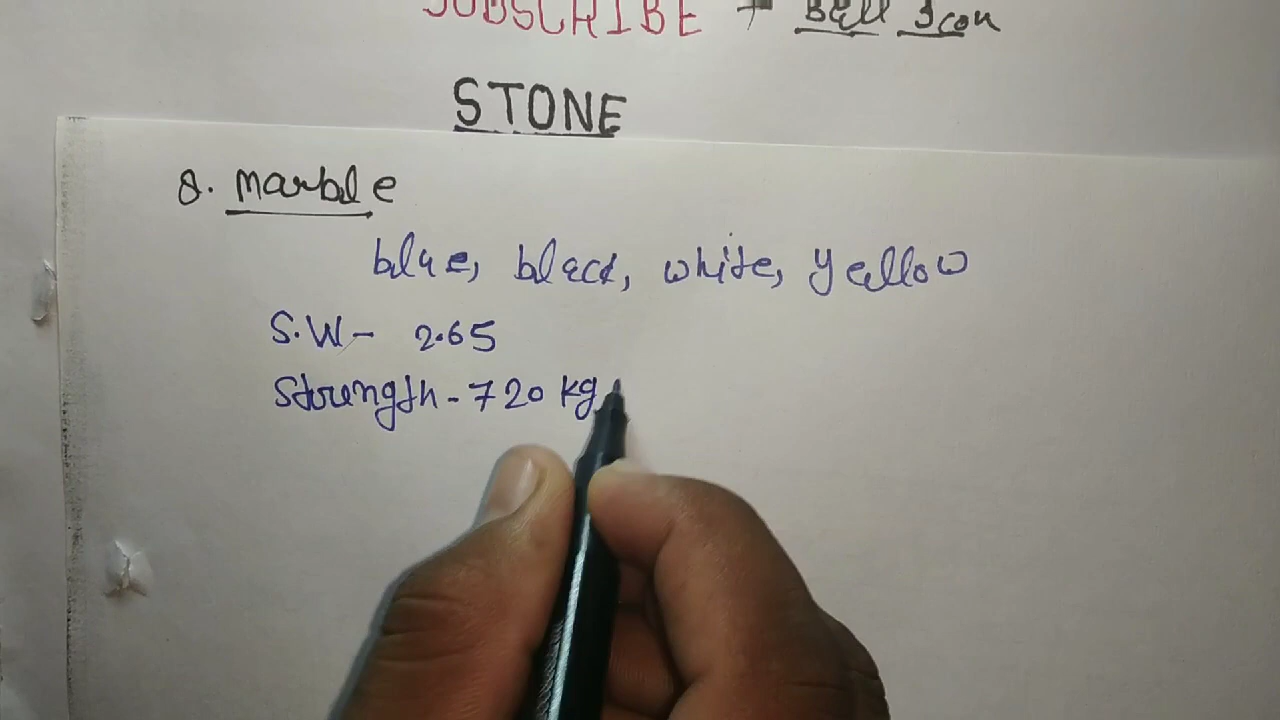 SUBSCRIBE + Bell Icon
STONE
8. Marble
blue, black, white, yellow
S.W - 2.65
Strength - 720 kg